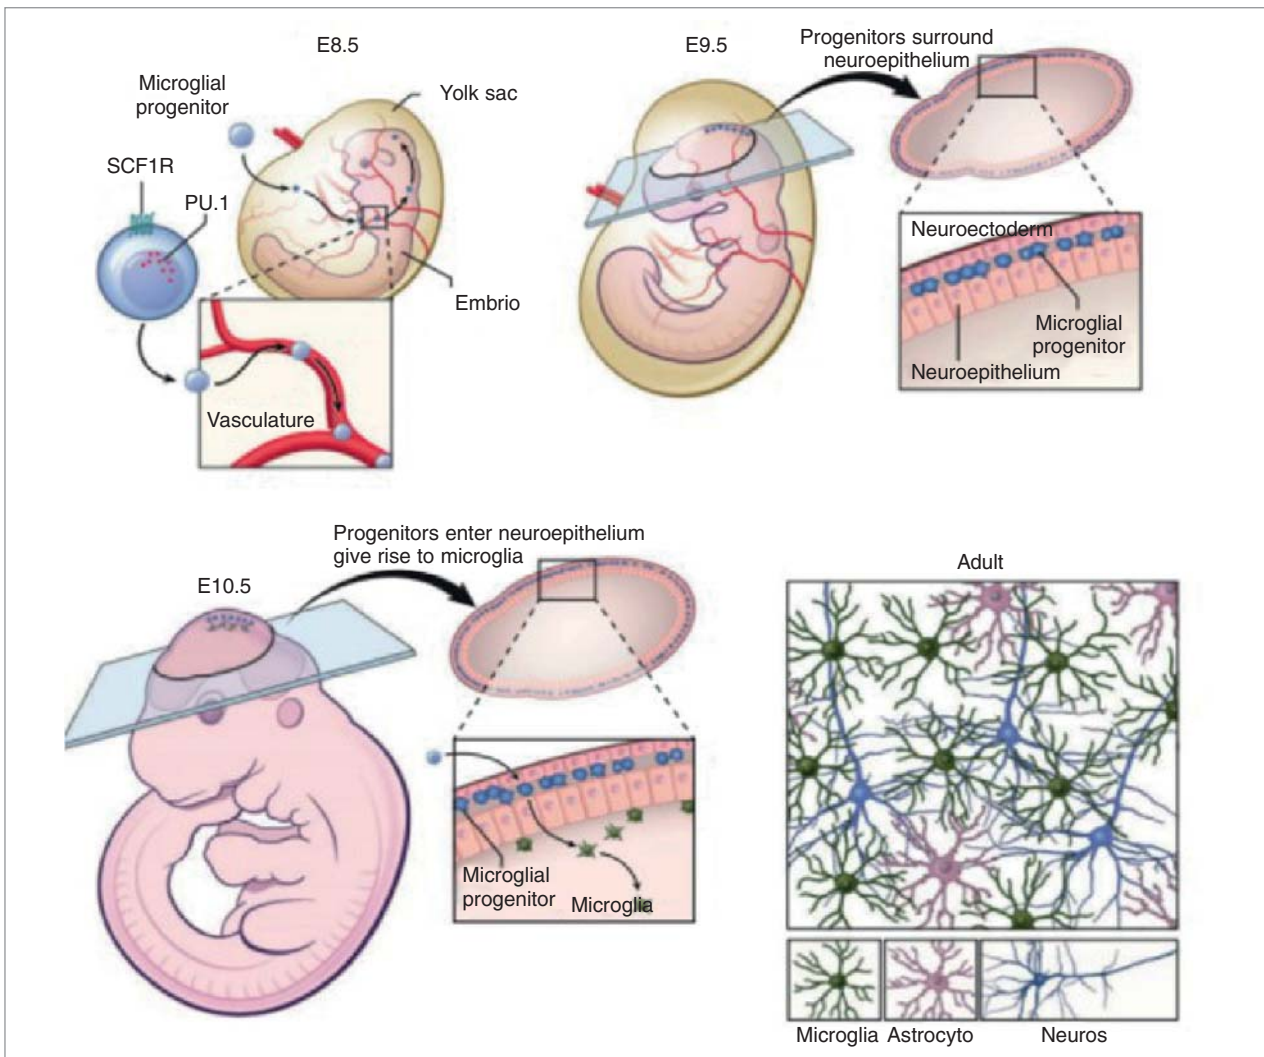 E8.5
Microglial
progenitor
Yolk sac
SCF1R
PU.1
Embrio
Vasculature
E9.5
Progenitors surround
neuroepithelium
Neuroectoderm
Microglial
progenitor
Neuroepithelium
Progenitors enter neuroepithelium
give rise to microglia
E10.5
Microglial
progenitor
Microglia
Adult
Microglia
Astrocyto
Neuros